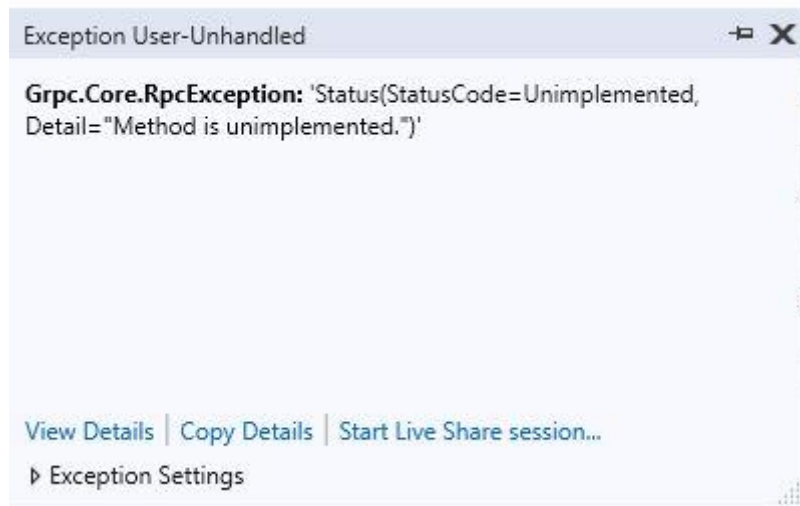 Exception User-Unhandled
Grpc.Core.RpcException: 'Status(StatusCode=Unimplemented,
Detail="Method is unimplemented.")'
View Details | Copy Details | Start Live Share session...
Exception Settings